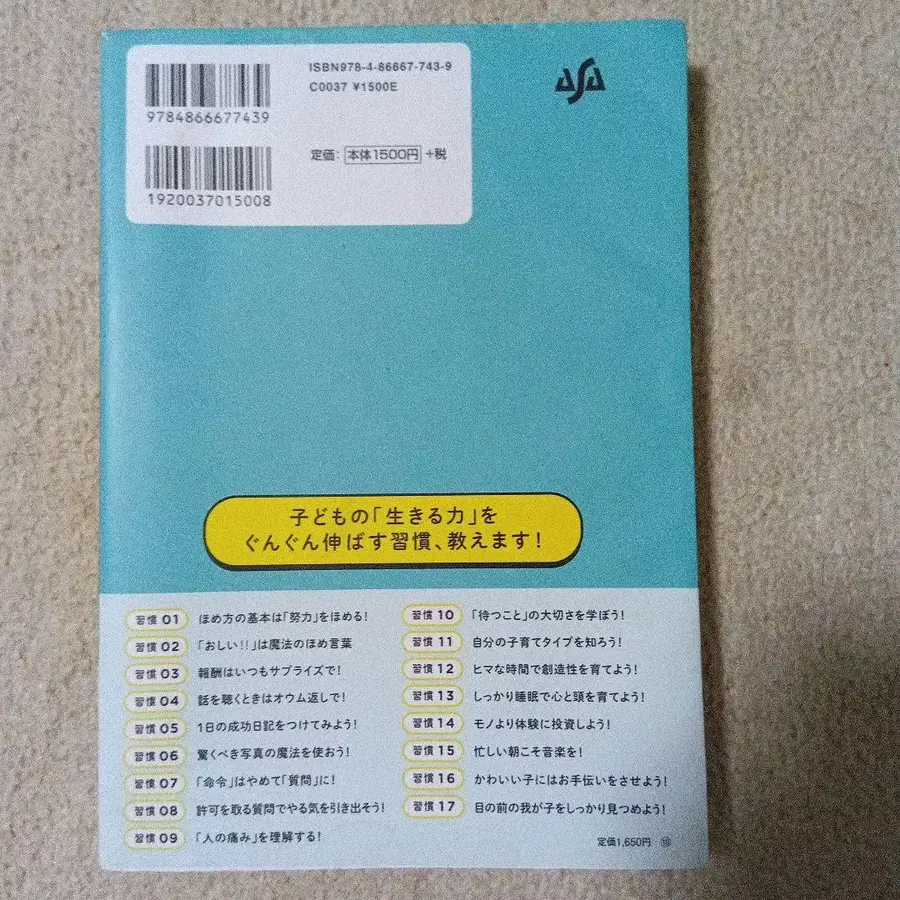 ISBN978-4-86667-743-9
C0037 ¥1500E
9784866677439
定価: 本体1500円 +税
1920037015008
ASA
子どもの「生きる力」を
ぐんぐん伸ばす習慣、教えます!
習慣 01 ほめ方の基本は「努力」をほめる!
習慣 02 「おしい!!」は魔法のほめ言葉
習慣 03 報酬はいつもサプライズで!
習慣 04 話を聴くときはオウム返しで!
習慣 05 1日の成功日記をつけてみよう!
習慣 06 驚くべき写真の魔法を使おう!
習慣 07 「命令」はやめて「質問」に!
習慣 08 許可を取る質問でやる気を引き出そう!
習慣 09 「人の痛み」を理解する!
習慣 10 「待つこと」の大切さを学ぼう!
習慣 11 自分の子育てタイプを知ろう!
習慣 12 ヒマな時間で創造性を育てよう!
習慣 13 しっかり睡眠で心と頭を育てよう!
習慣 14 モノより体験に投資しよう!
習慣 15 忙しい朝こそ音楽を!
習慣 16 かわいい子にはお手伝いをさせよう!
習慣 17 目の前の我が子をしっかり見つめよう!
定価1,650円